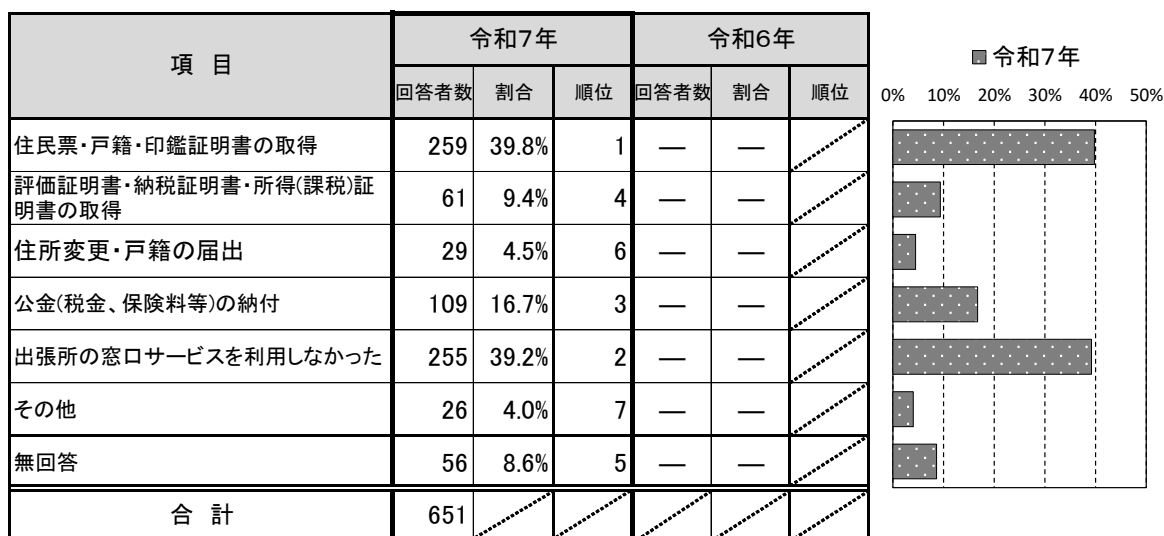 項 目 令和7年 令和6年
回答者数 割合 順位 回答者数 割合 順位
住民票・戸籍・印鑑証明書の取得 259 39.8% 1 ― ―
評価証明書・納税証明書・所得(課税)証
明書の取得 61 9.4% 4 ― ―
住所変更・戸籍の届出 29 4.5% 6 ― ―
公金(税金、保険料等)の納付 109 16.7% 3 ― ―
出張所の窓口サービスを利用しなかった 255 39.2% 2 ― ―
その他 26 4.0% 7 ― ―
無回答 56 8.6% 5 ― ―
合 計 651
令和7年
0% 10% 20% 30% 40% 50%